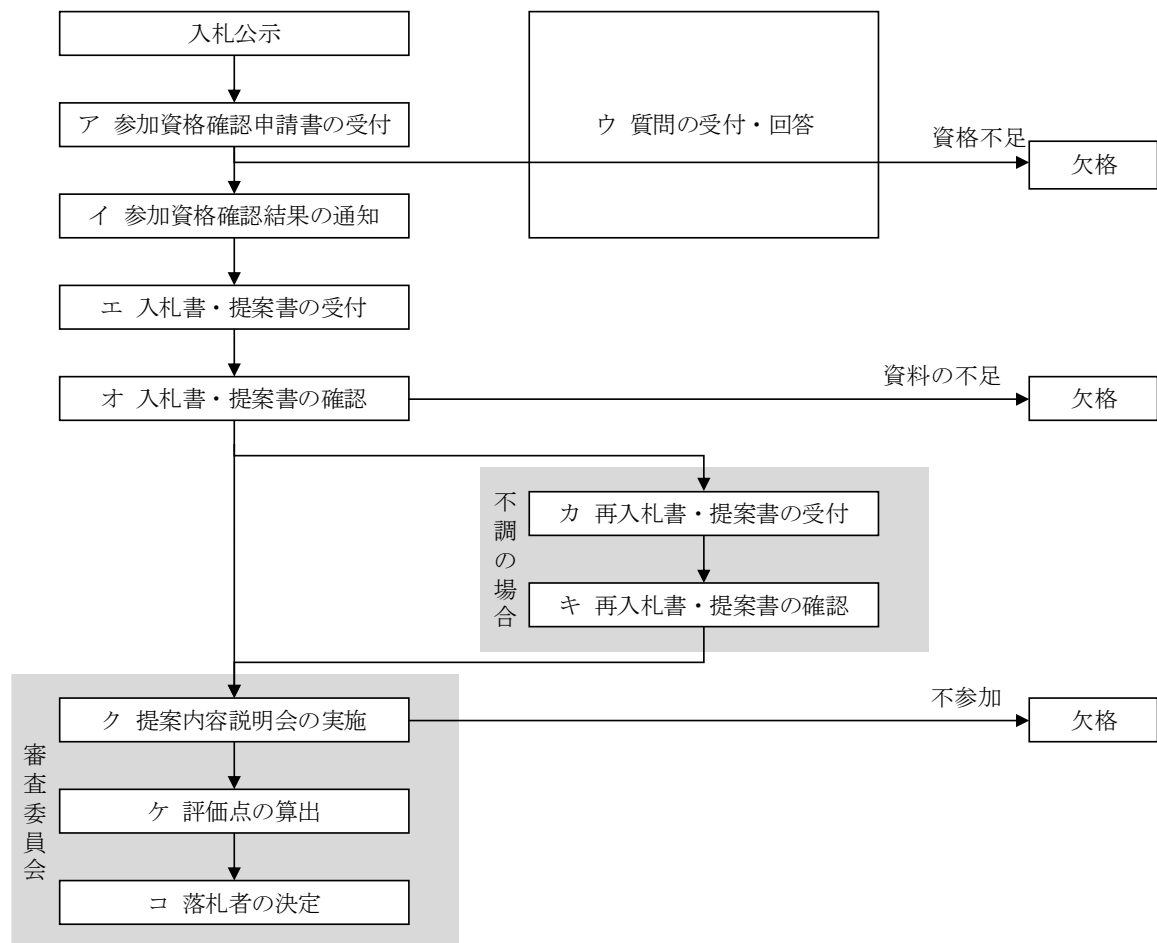 入札公示
ア 参加資格確認申請書の受付
ウ 質問の受付・回答
資格不足
欠格
イ 参加資格確認結果の通知
エ 入札書・提案書の受付
オ 入札書・提案書の確認
資料の不足
欠格
不調の場合
カ 再入札書・提案書の受付
キ 再入札書・提案書の確認
審査委員会
ク 提案内容説明会の実施
不参加
欠格
ケ 評価点の算出
コ 落札者の決定